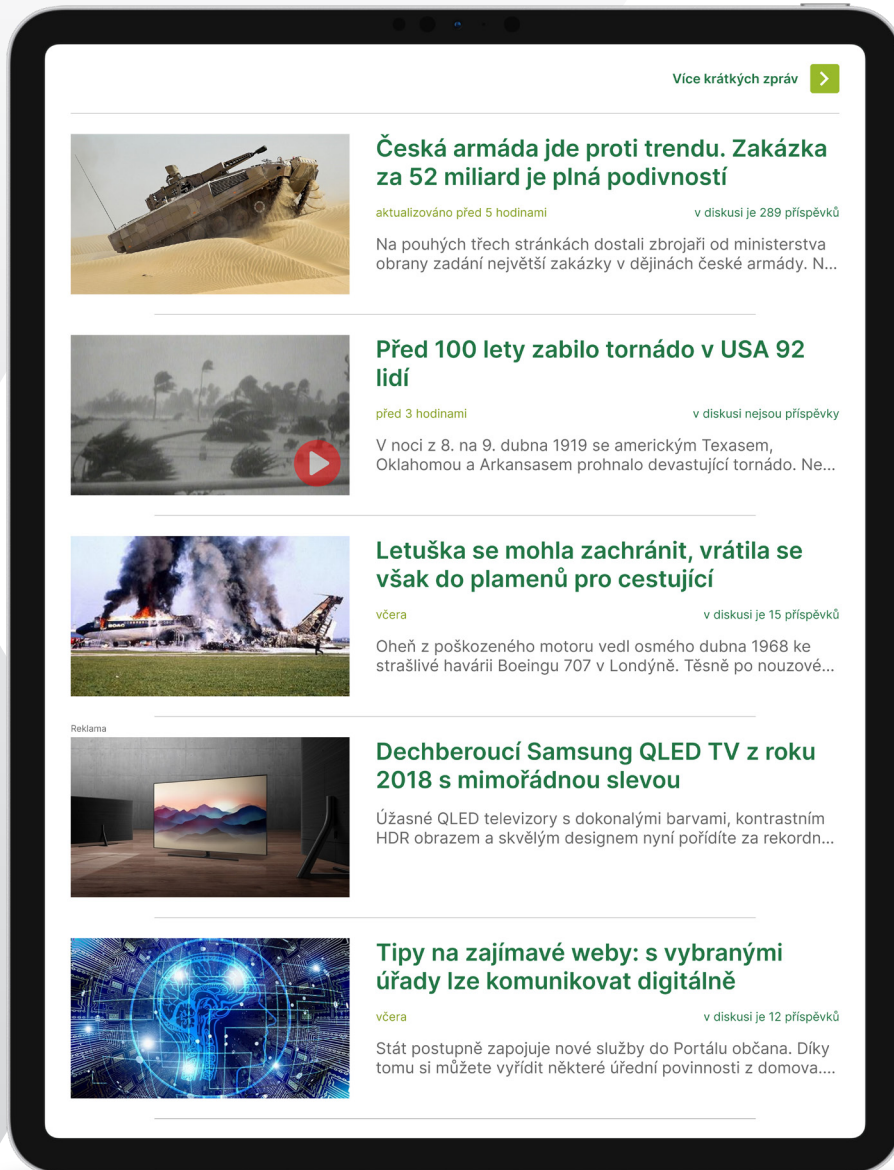 Více krátkých zpráv
Česká armáda jde proti trendu. Zakázka
za 52 miliard je plná podivností
aktualizováno před 5 hodinami
v diskusi je 289 příspěvků
Na pouhých třech stránkách dostali zbrojaři od ministerstva
obrany zadání největší zakázky v dějinách české armády. N...
Před 100 lety zabilo tornádo v USA 92
lidí
před 3 hodinami
v diskusi nejsou příspěvky
V noci z 8. na 9. dubna 1919 se americkým Texasem,
Oklahomou a Arkansasem prohnalo devastující tornádo. Ne...
BOAC
Letuška se mohla zachránit, vrátila se
však do plamenů pro cestující
včera
v diskusi je 15 příspěvků
Oheň z poškozeného motoru vedl osmého dubna 1968 ke
strašlivé havárii Boeingu 707 v Londýně. Těsně po nouzové...
Reklama
Dechberoucí Samsung QLED TV z roku
2018 s mimořádnou slevou
Úžasné QLED televizory s dokonalými barvami, kontrastním
HDR obrazem a skvělým designem nyní pořídíte za rekordn...
Tipy na zajímavé weby: s vybranými
úřady lze komunikovat digitálně
včera
v diskusi je 12 příspěvků
Stát postupně zapojuje nové služby do Portálu občana. Díky
tomu si můžete vyřídit některé úřední povinnosti z domova....